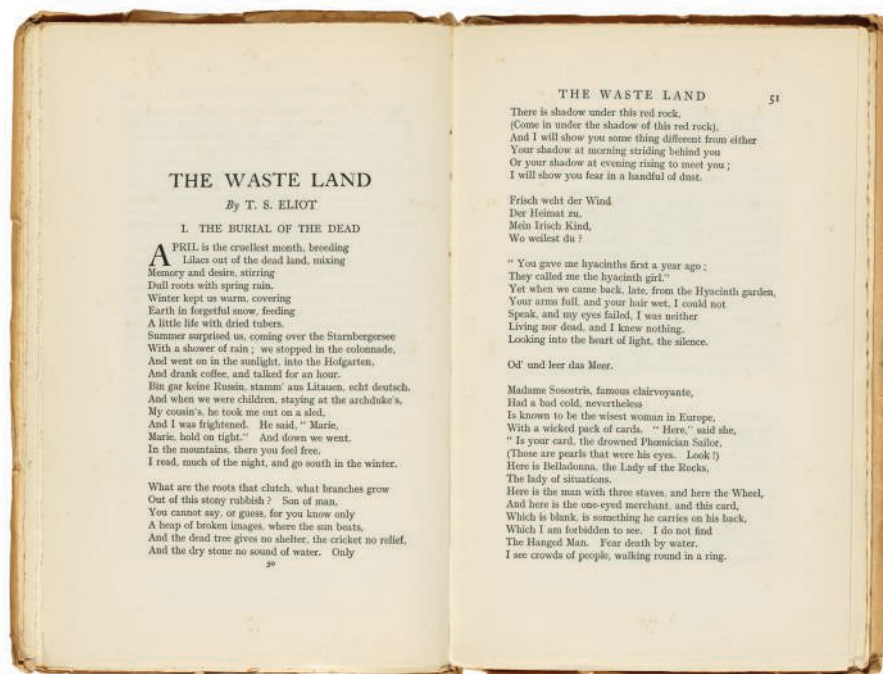 THE WASTE LAND
By T. S. ELIOT
I. THE BURIAL OF THE DEAD
APRIL is the cruellest month, breeding
Lilacs out of the dead land, mixing
Memory and desire, stirring
Dull roots with spring rain.
Winter kept us warm, covering
Earth in forgetful snow, feeding
A little life with dried tubers.
Summer surprised us, coming over the Starnbergersee
With a shower of rain ; we stopped in the colonnade,
And went on in the sunlight, into the Hofgarten,
And drank coffee, and talked for an hour.
Bin gar keine Russin, stamm' aus Litauen, echt deutsch.
And when we were children, staying at the archduke's,
My cousin's, he took me out on a sled,
And I was frightened. He said, " Marie,
Marie, hold on tight." And down we went.
In the mountains, there you feel free.
I read, much of the night, and go south in the winter.
What are the roots that clutch, what branches grow
Out of this stony rubbish ? Son of man,
You cannot say, or guess, for you know only
A heap of broken images, where the sun beats,
And the dead tree gives no shelter, the cricket no relief,
And the dry stone no sound of water. Only
30
THE WASTE LAND 51
There is shadow under this red rock,
(Come in under the shadow of this red rock),
And I will show you some thing different from either
Your shadow at morning striding behind you
Or your shadow at evening rising to meet you ;
I will show you fear in a handful of dust.
Frisch weht der Wind
Der Heimat zu,
Mein Irisch Kind,
Wo weilest du ?
" You gave me hyacinths first a year ago ;
They called me the hyacinth girl."
Yet when we came back, late, from the Hyacinth garden,
Your arms full, and your hair wet, I could not
Speak, and my eyes failed, I was neither
Living nor dead, and I knew nothing,
Looking into the heart of light, the silence.
Od' und leer das Meer.
Madame Sosostris, famous clairvoyante,
Had a bad cold, nevertheless
Is known to be the wisest woman in Europe,
With a wicked pack of cards. " Here," said she,
" Is your card, the drowned Phœnician Sailor,
(Those are pearls that were his eyes. Look !)
Here is Belladonna, the Lady of the Rocks,
The lady of situations.
Here is the man with three staves, and here the Wheel,
And here is the one-eyed merchant, and this card,
Which is blank, is something he carries on his back,
Which I am forbidden to see. I do not find
The Hanged Man. Fear death by water.
I see crowds of people, walking round in a ring.